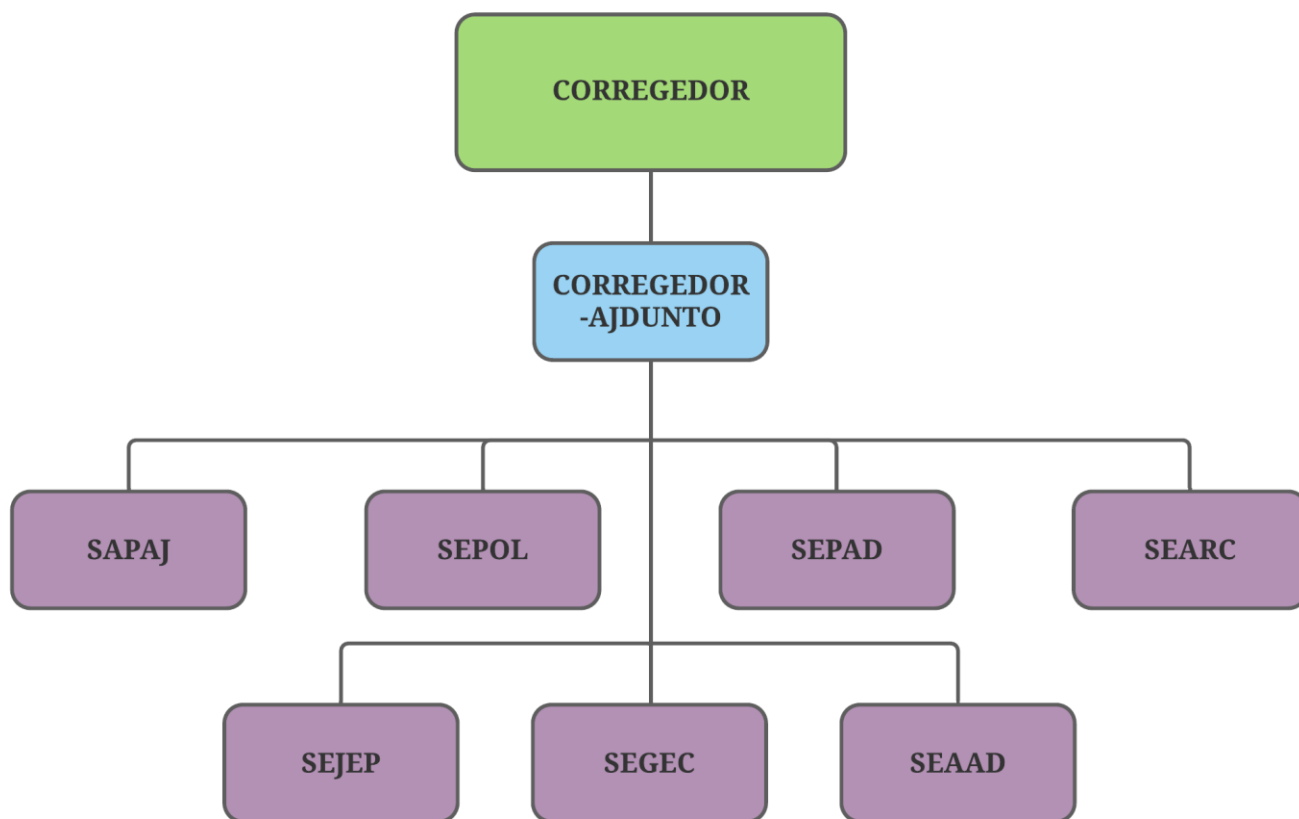 CORREGEDOR
CORREGEDOR
-AJDUNTO
SAPAJ
SEPOL
SEPAD
SEARC
SEJEP
SEGEC
SEAAD